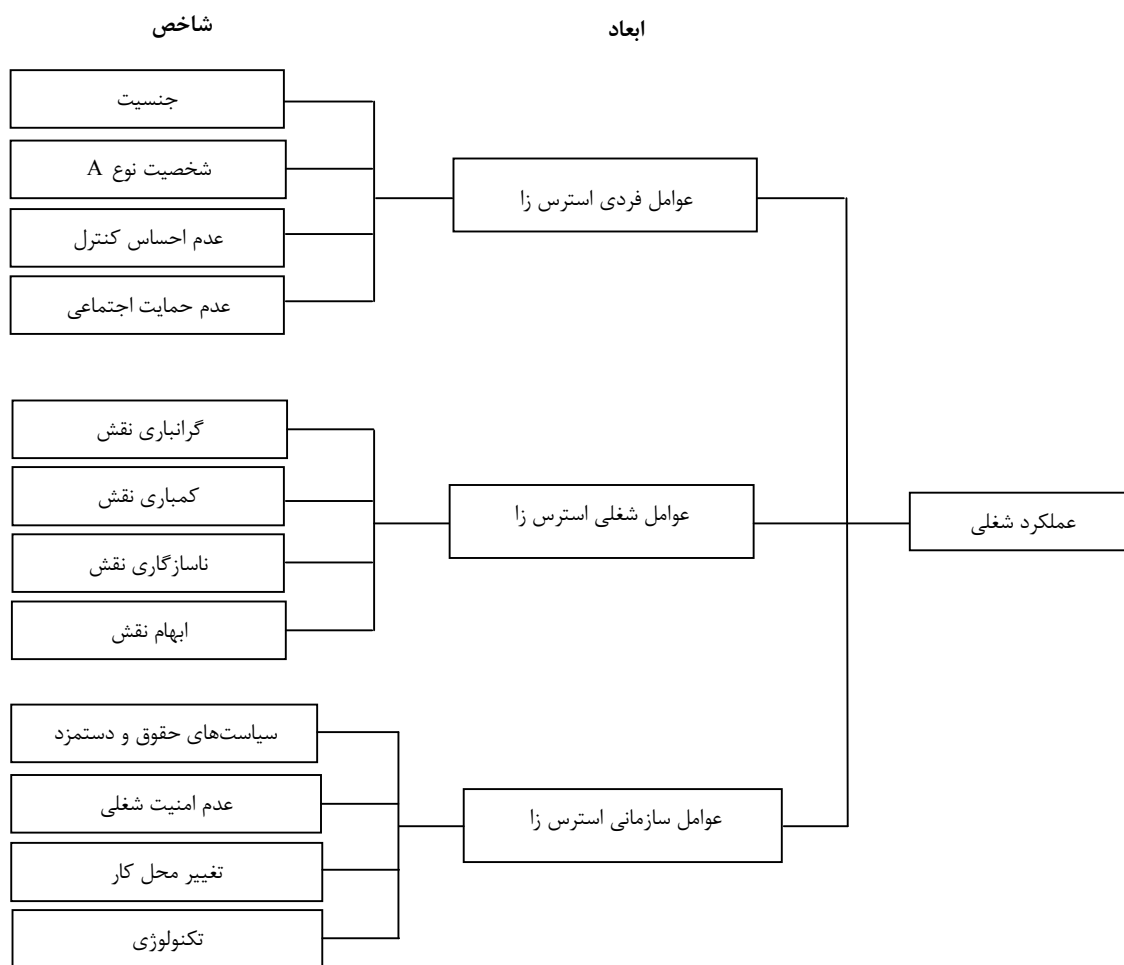 ابعاد
شاخص
جنسیت
شخصیت نوع A
عدم احساس کنترل
عدم حمایت اجتماعی
عوامل فردی استرس زا
گرانباری نقش
کمباری نقش
ناسازگاری نقش
ابهام نقش
عوامل شغلی استرس زا
عملکرد شغلی
سیاست‌های حقوق و دستمزد
عدم امنیت شغلی
تغییر محل کار
تکنولوژی
عوامل سازمانی استرس زا